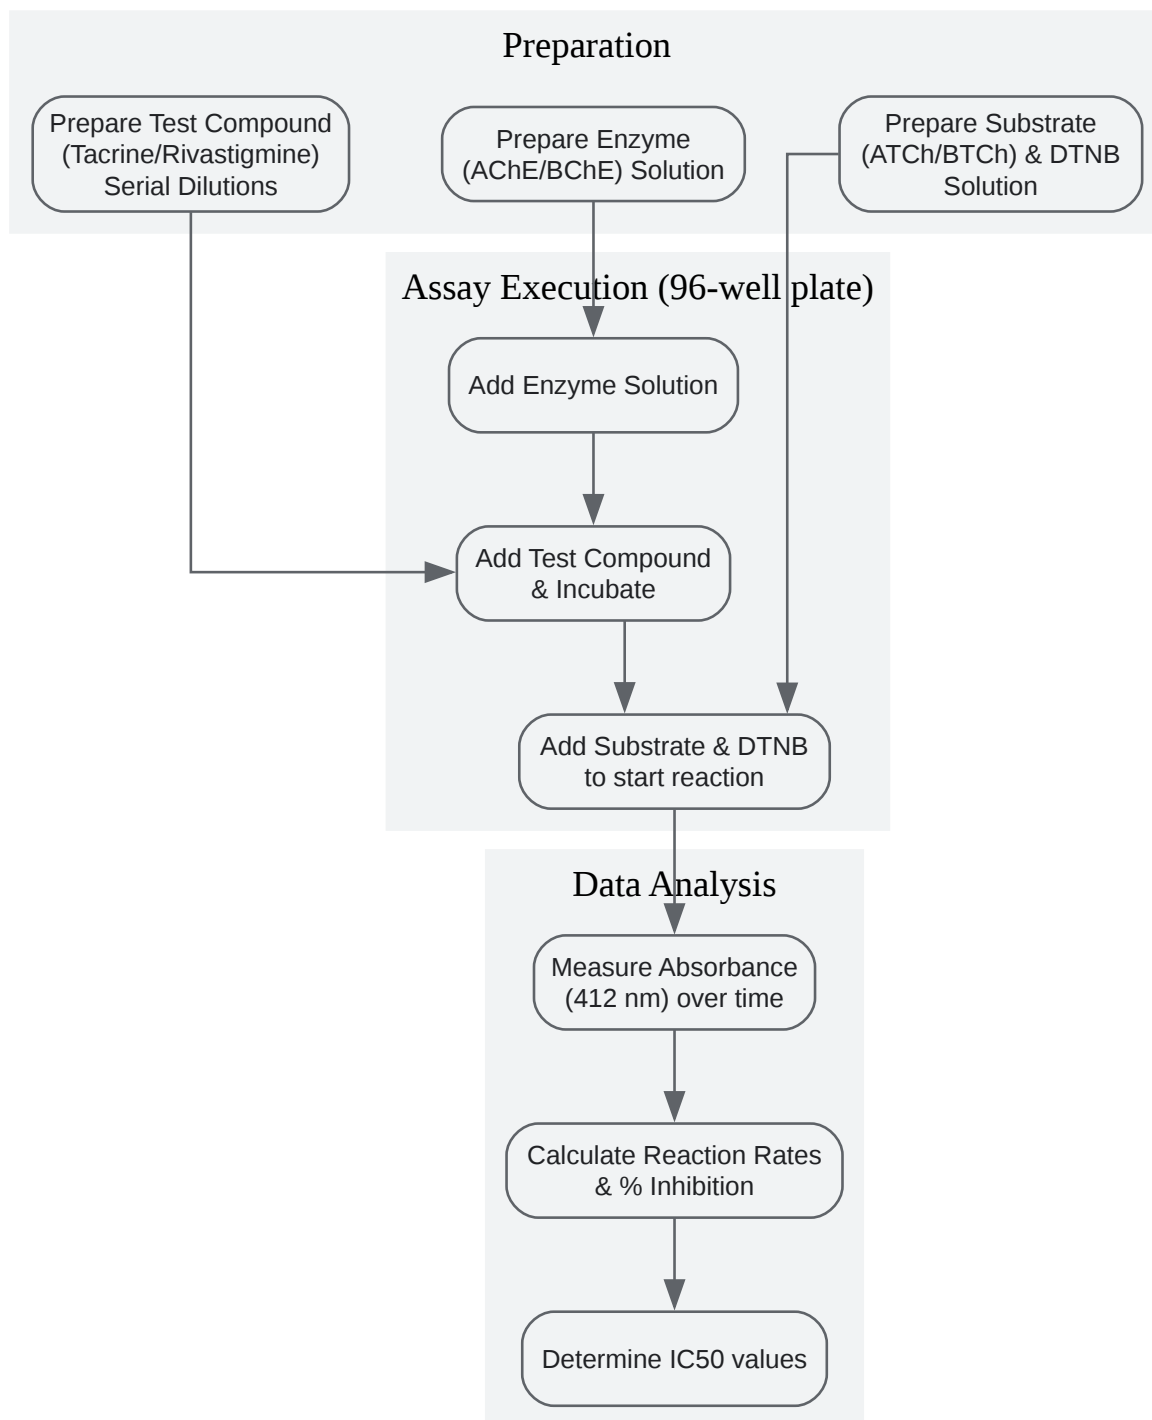 Preparation
Prepare Test Compound
(Tacrine/Rivastigmine)
Serial Dilutions
Prepare Enzyme
(AChE/BChE) Solution
Prepare Substrate
(ATCh/BTCh) & DTNB
Solution
Assay Execution (96-well plate)
Add Enzyme Solution
Add Test Compound
& Incubate
Add Substrate & DTNB
to start reaction
Data Analysis
Measure Absorbance
(412 nm) over time
Calculate Reaction Rates
& % Inhibition
Determine IC50 values